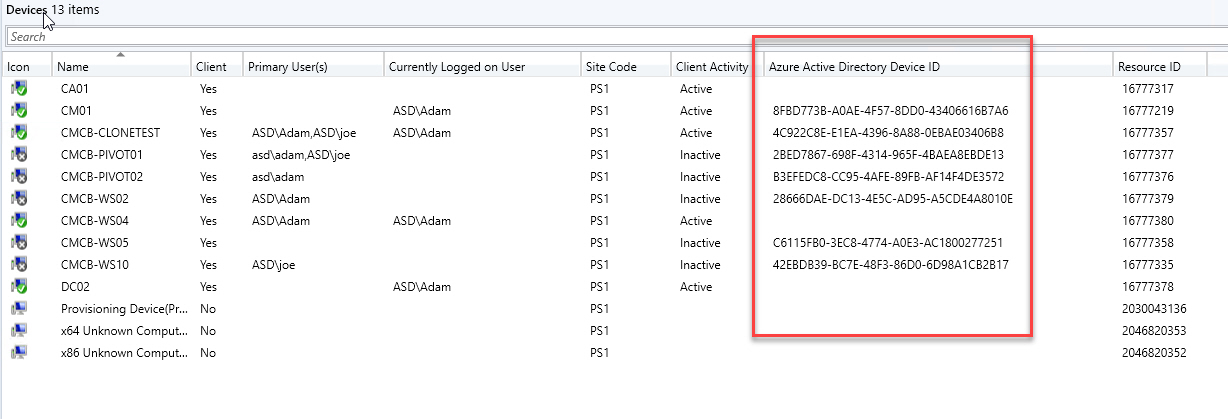 Devices 13 items
Search
Icon Name Client Primary User(s) Currently Logged on User Site Code Client Activity Azure Active Directory Device ID Resource ID
CA01 Yes PS1 Active 16777317
CM01 Yes ASD\Adam PS1 Active 8FBD773B-A0AE-4F57-8DD0-43406616B7A6 16777219
CMCB-CLONETEST Yes ASD\Adam,ASD\joe ASD\Adam PS1 Active 4C922C8E-E1EA-4396-8A88-0EBAE03406B8 16777357
CMCB-PIVOT01 Yes asd\adam,ASD\joe PS1 Inactive 2BED7867-698F-4314-965F-4BAEA8EBDE13 16777377
CMCB-PIVOT02 Yes asd\adam PS1 Inactive B3EFEDC8-CC95-4AFE-89FB-AF14F4DE3572 16777376
CMCB-WS02 Yes ASD\Adam PS1 Inactive 28666DAE-DC13-4E5C-AD95-A5CDE4A8010E 16777379
CMCB-WS04 Yes ASD\Adam ASD\Adam PS1 Active 16777380
CMCB-WS05 Yes PS1 Inactive C6115FB0-3EC8-4774-A0E3-AC1800277251 16777358
CMCB-WS10 Yes ASD\joe PS1 Inactive 42EBDB39-BC7E-48F3-86D0-6D98A1CB2B17 16777335
DC02 Yes ASD\Adam PS1 Active 16777378
Provisioning Device(Pr... No PS1 2030043136
x64 Unknown Comput... No PS1 2046820353
x86 Unknown Comput... No PS1 2046820352